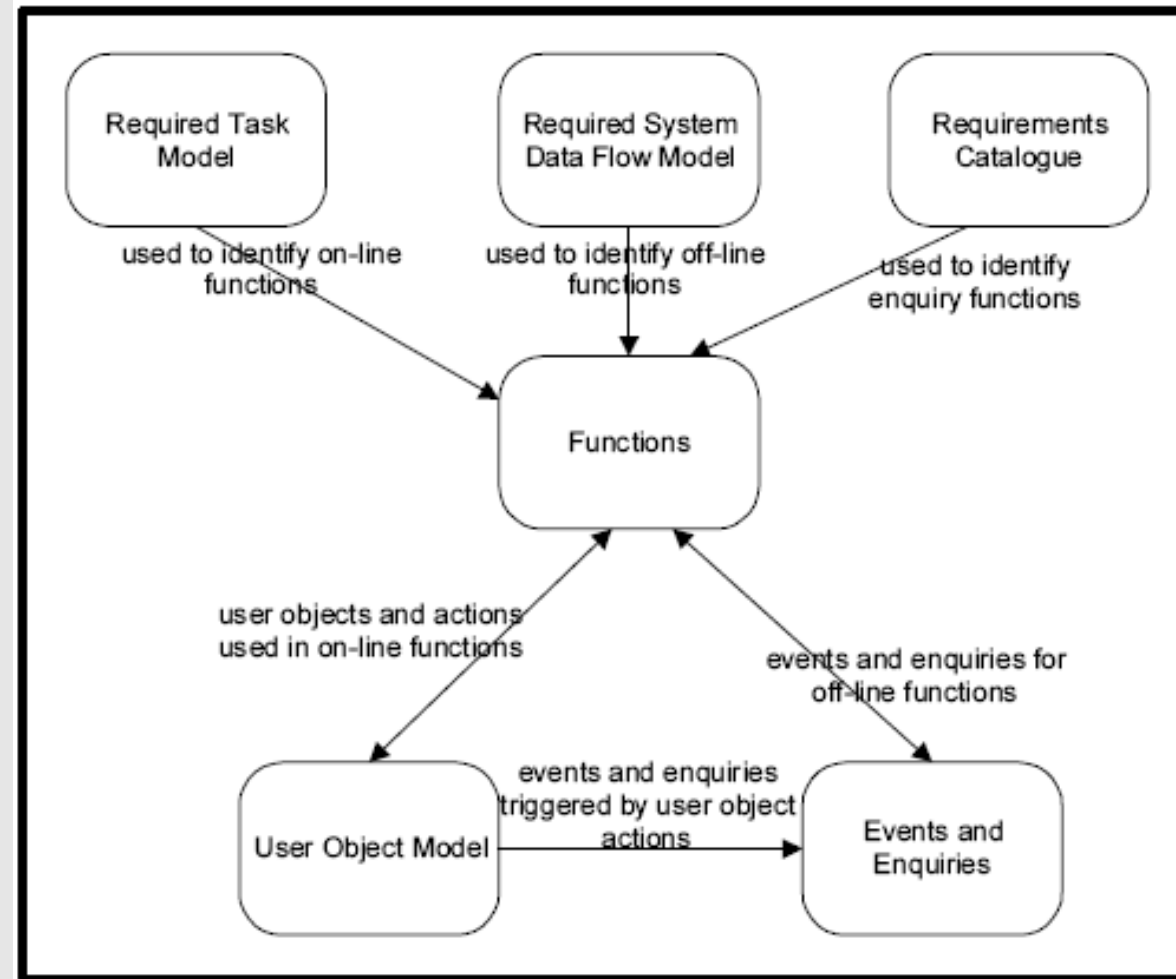 Required Task
Model
Required System
Data Flow Model
Requirements
Catalogue
used to identify on-line
functions
used to identify off-line
functions
used to identify
enquiry functions
Functions
user objects and actions
used in on-line functions
events and enquiries for
off-line functions
events and enquiries
triggered by user object
actions
User Object Model
Events and
Enquiries